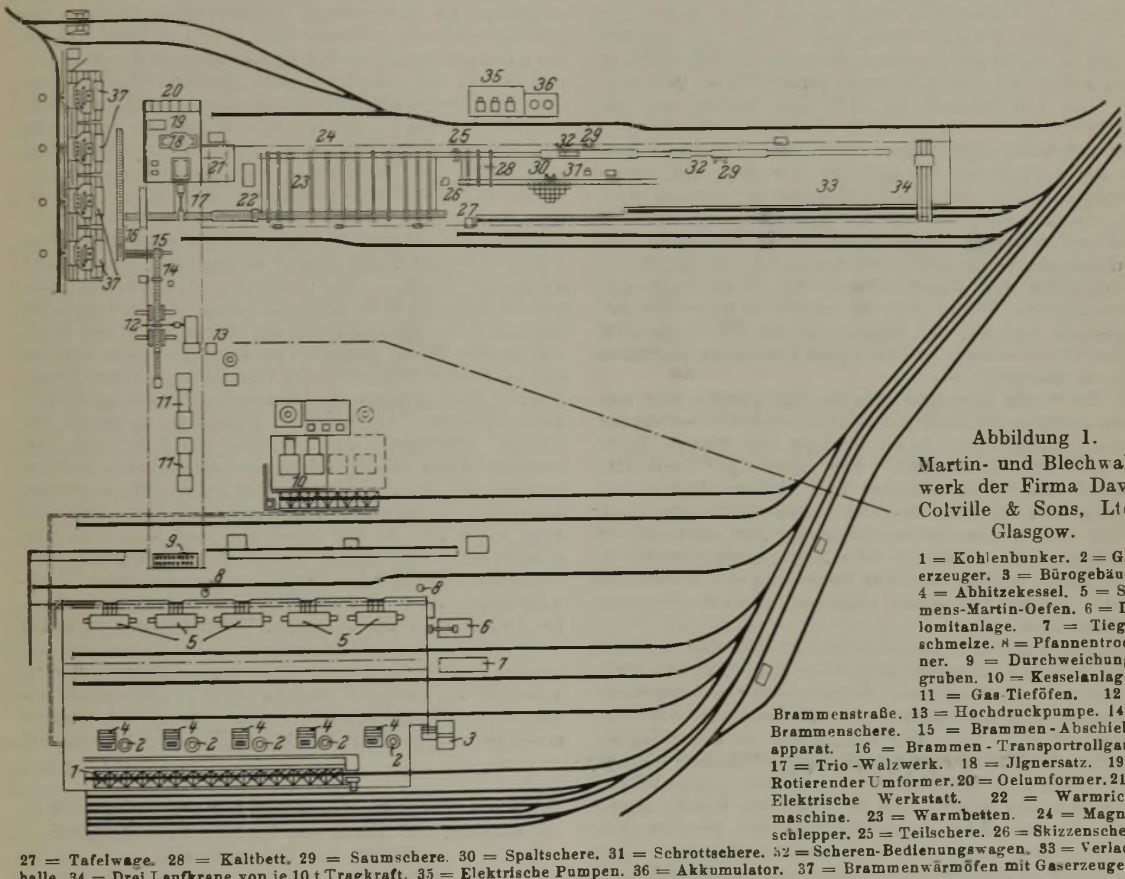 35 36
37 20
19
18
24 25 32 29
21 23 28 30 31 32 29 33 34
22 26
17 27
16 15
37 14
12 13
11
11
10
9
8 8
5 5 6
7
4 4 4 4 4
2 2 2 2 2 3
1
Abbildung 1.
Martin- und Blechwal
werk der Firma Dav
Colville & Sons, Lt
Glasgow.
1 = Kohlenbunker. 2 = G
erzeuger. 3 = Bürogebäu
4 = Abhitzekessel. 5 = S
mens-Martin-Oefen. 6 = D
lomitanlage. 7 = Tieg
schmelze. 8 = Pfannentroc
ner. 9 = Durchweichung
gruben. 10 = Kesselanlag
11 = Gas-Tieföfen. 12
Brammenstraße. 13 = Hochdruckpumpe. 14
Brammenschere. 15 = Brammen-Abschieb
apparat. 16 = Brammen-Transportrollgan
17 = Trio-Walzwerk. 18 = Jlgnersatz. 19
Rotierender Umformer. 20 = Oelumformer. 21
Elektrische Werkstatt. 22 = Warmrich
maschine. 23 = Warmbetten. 24 = Magn
schlepper. 25 = Teilschere. 26 = Skizzensche
27 = Tafelwage. 28 = Kaltbett. 29 = Saumschere. 30 = Spaltschere. 31 = Schrottschere. 32 = Scheren-Bedienungswagen. 33 = Verlad
halle. 34 = Drei Laufkrane von je 10 t Tragkraft. 35 = Elektrische Pumpen. 36 = Akkumulator. 37 = Brammenwärmöfen mit Gaserzeuge